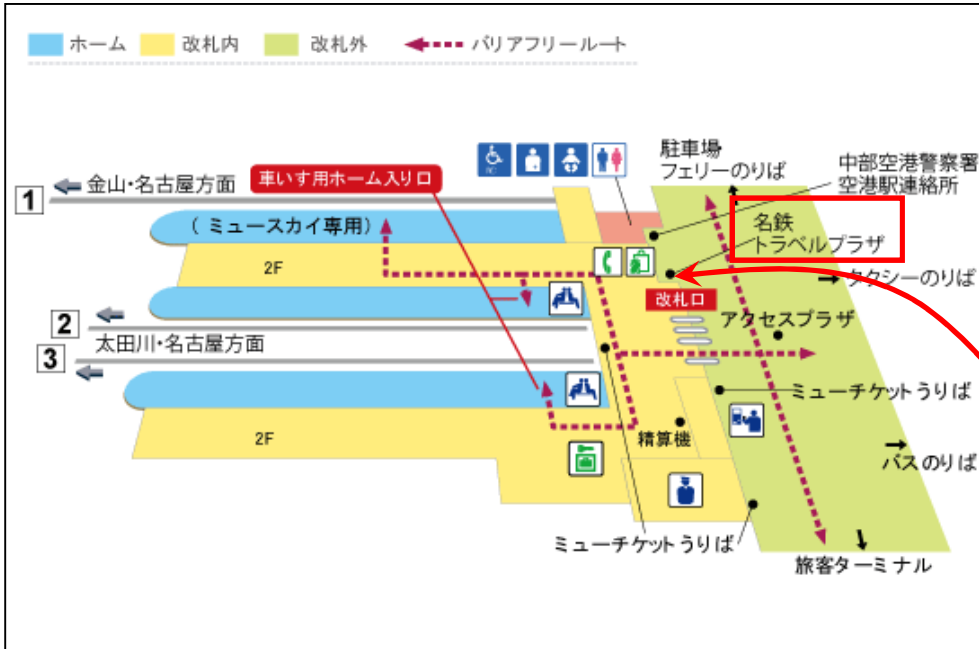 ホーム 改札内 改札外 バリアフリールート
駐車場
フェリーのりば
中部空港警察署
空港駅連絡所
1 金山・名古屋方面
車いす用ホーム入り口
(ミュースカイ専用)
名鉄
トラベルプラザ
2F
タクシーのりば
改札口
2
アクセスプラザ
太田川・名古屋方面
3
ミューチケットうりば
2F
精算機
バスのりば
ミューチケットうりば
旅客ターミナル